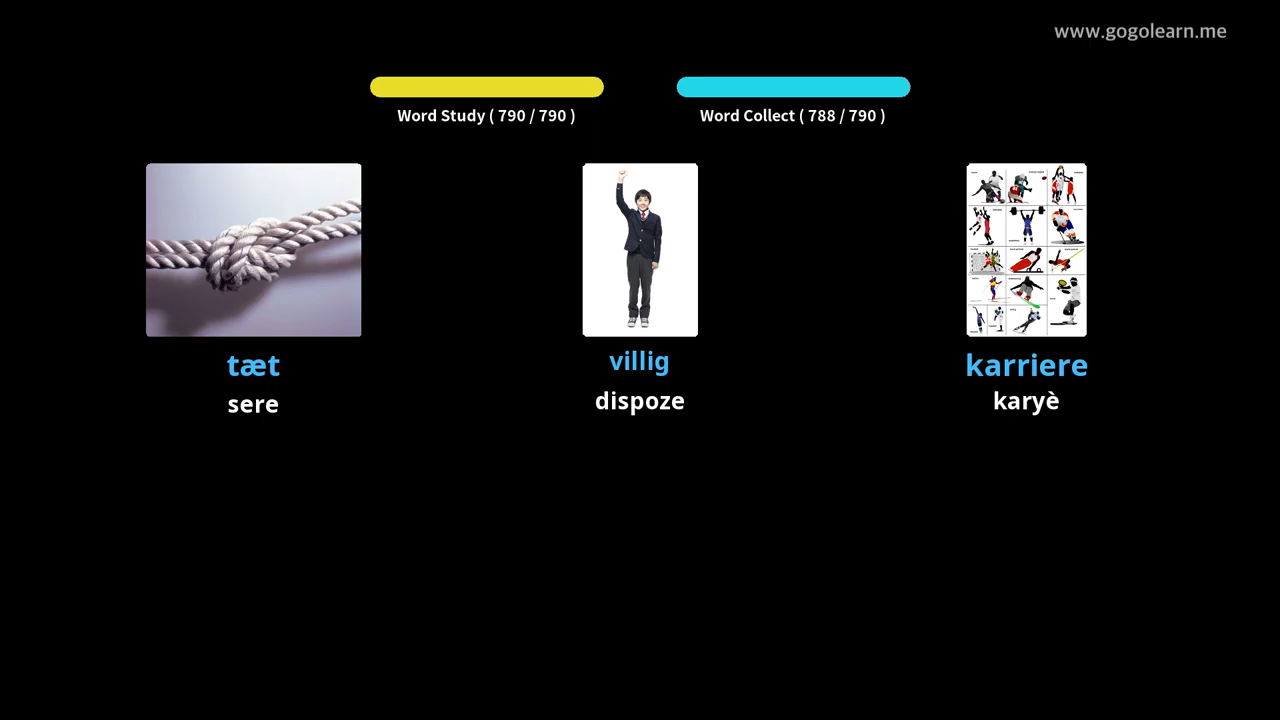 www.gogolearn.me
Word Study ( 790 / 790 )
Word Collect ( 788 / 790 )
tæt
villig
karriere
sere
dispoze
karyè